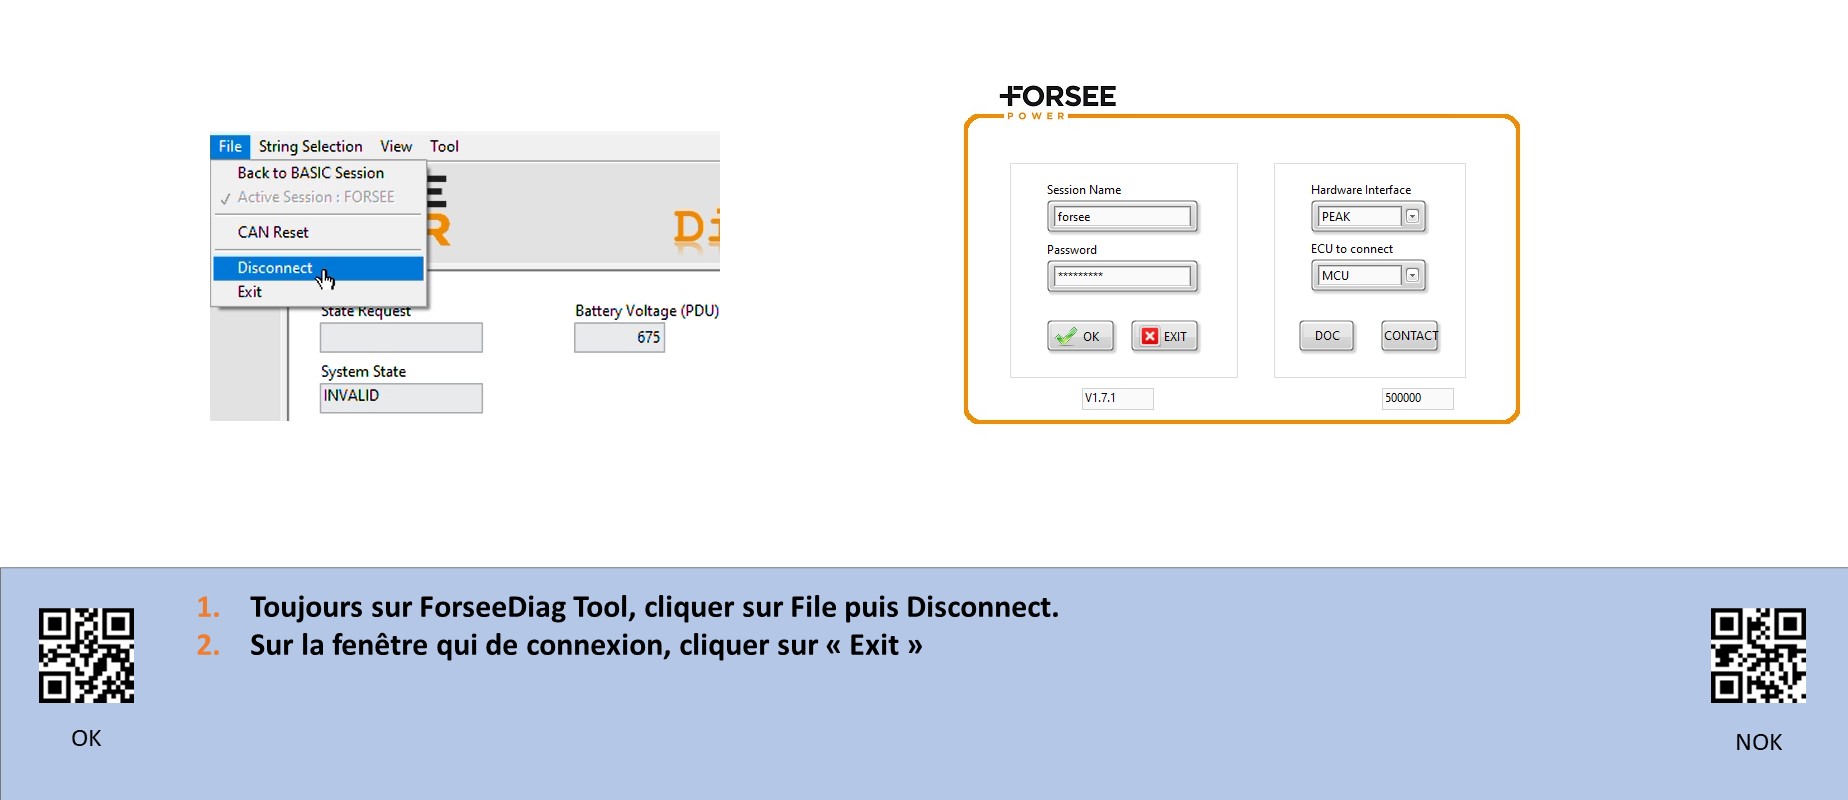 File String Selection View Tool
Back to BASIC Session
✓ Active Session : FORSEE
CAN Reset
Disconnect
Exit
E
R
Di
State Request
Battery Voltage (PDU)
675
System State
INVALID
FORSEE
POWER
Session Name
forsee
Password
*********
OK EXIT
V1.7.1
Hardware Interface
PEAK
ECU to connect
MCU
DOC CONTACT
500000
1. Toujours sur ForseeDiag Tool, cliquer sur File puis Disconnect.
2. Sur la fenêtre qui de connexion, cliquer sur « Exit »
OK
NOK